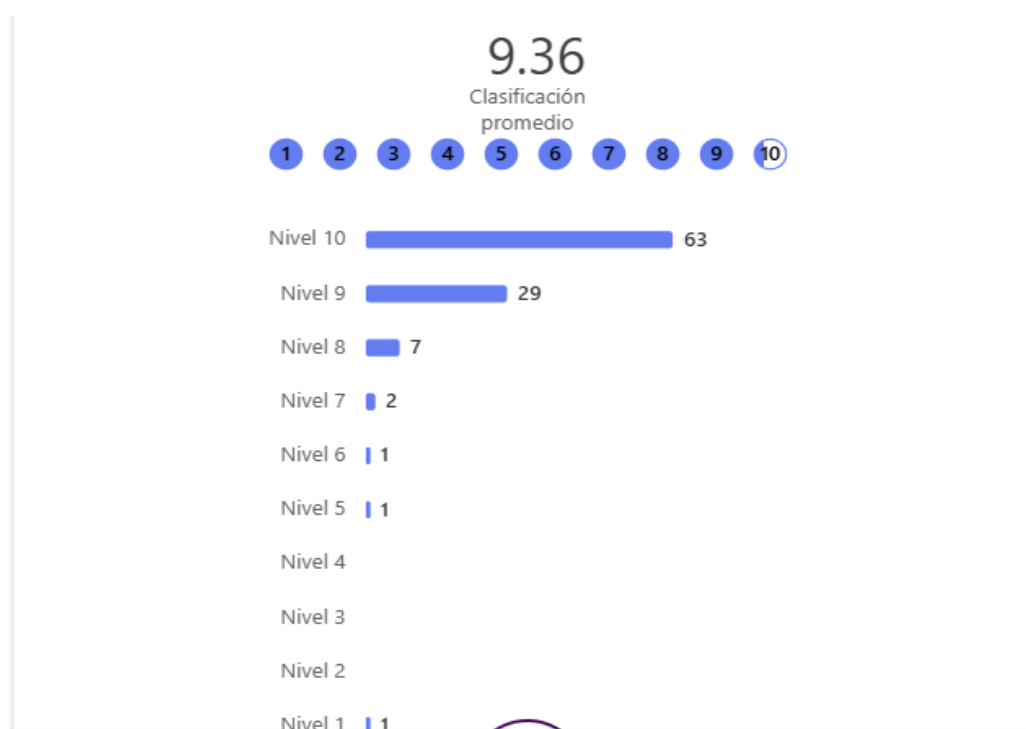 9.36
Clasificación
promedio
1 2 3 4 5 6 7 8 9 10
Nivel 10 63
Nivel 9 29
Nivel 8 7
Nivel 7 2
Nivel 6 1
Nivel 5 1
Nivel 4
Nivel 3
Nivel 2
Nivel 1 1